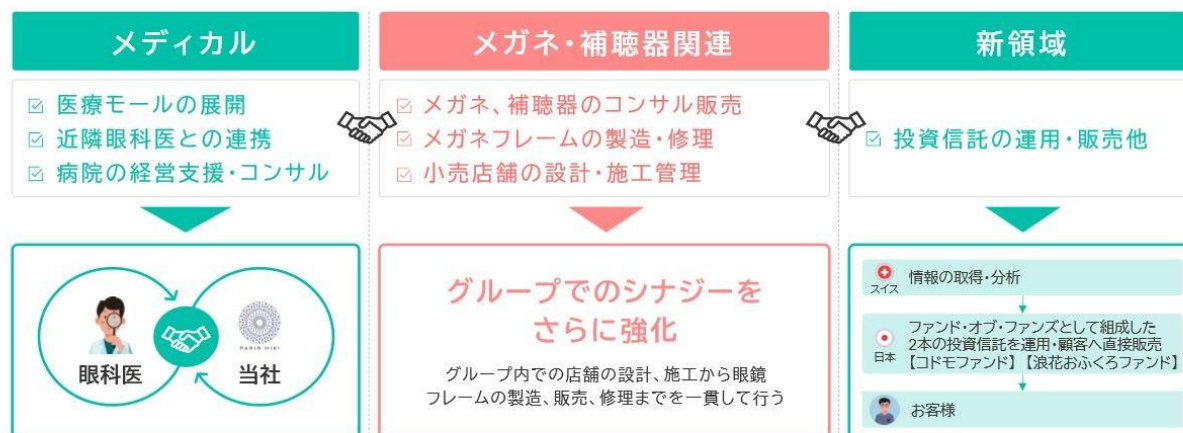 メディカル
医療モールの展開
近隣眼科医との連携
病院の経営支援・コンサル
眼科医
PARIS MIKI
当社
メガネ・補聴器関連
メガネ、補聴器のコンサル販売
メガネフレームの製造・修理
小売店舗の設計・施工管理
グループでのシナジーを
さらに強化
グループ内での店舗の設計、施工から眼鏡
フレームの製造、販売、修理までを一貫して行う
新領域
投資信託の運用・販売他
スイス
情報の取得・分析
日本
ファンド・オブ・ファンズとして組成した
2本の投資信託を運用・顧客へ直接販売
【コドモファンド】【浪花おふくろファンド】
お客様